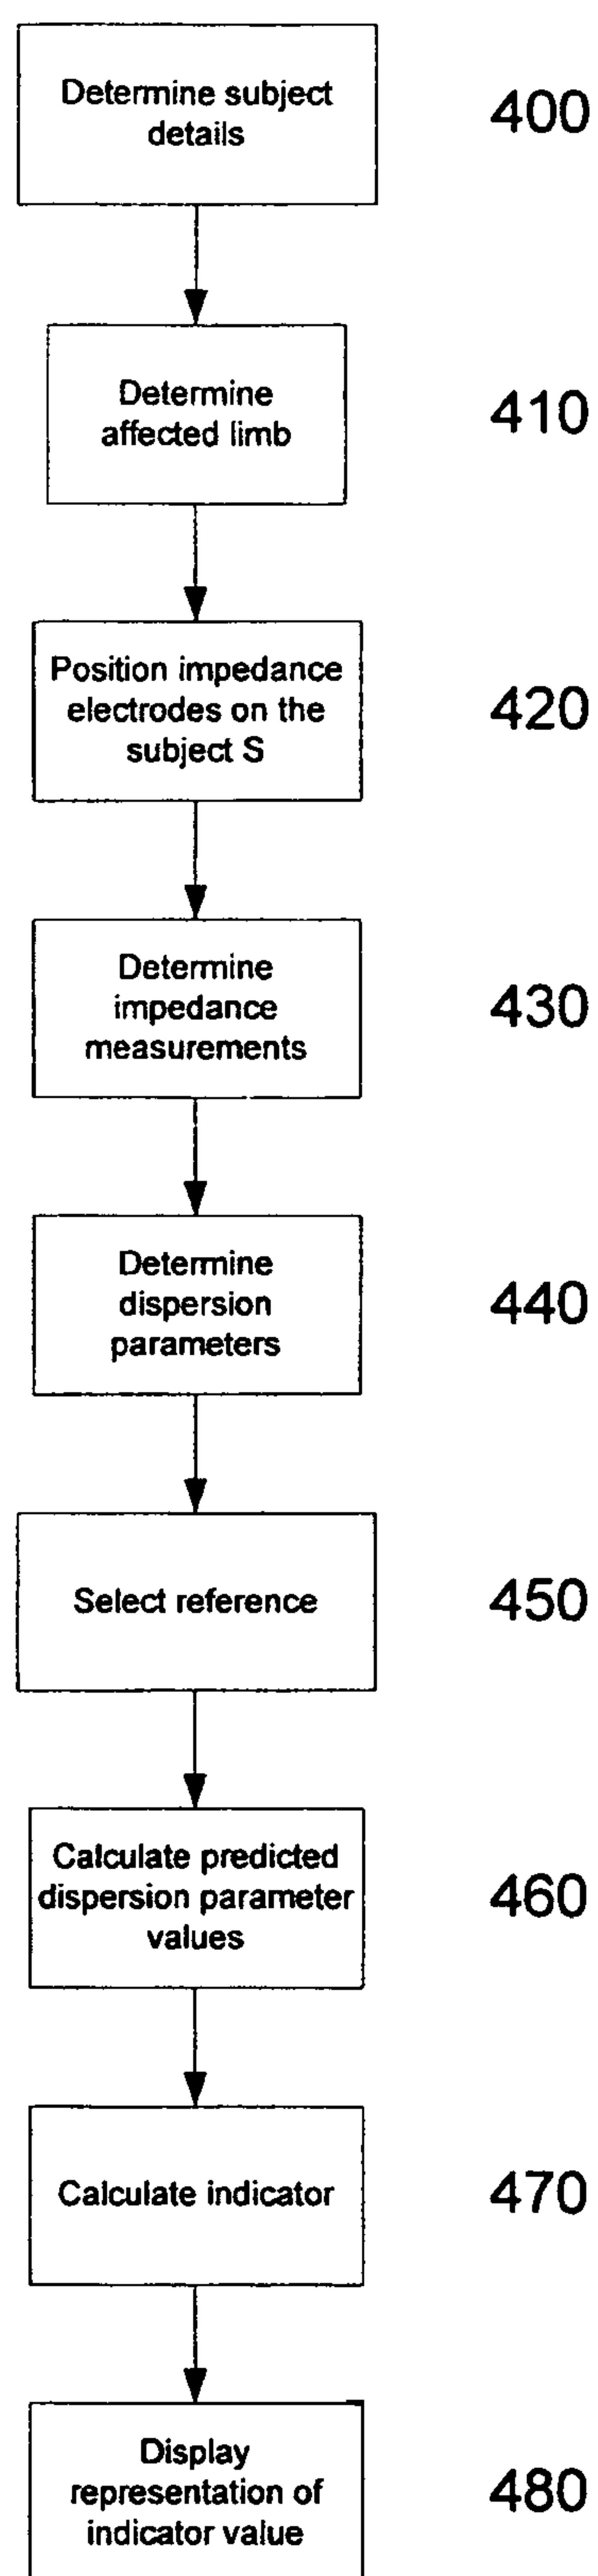 Determine subject
details
400
Determine
affected limb
410
Position impedance
electrodes on the
subject S
420
Determine
impedance
measurements
430
Determine
dispersion
parameters
440
Select reference
450
Calculate predicted
dispersion parameter
values
460
Calculate indicator
470
Display
representation of
indicator value
480